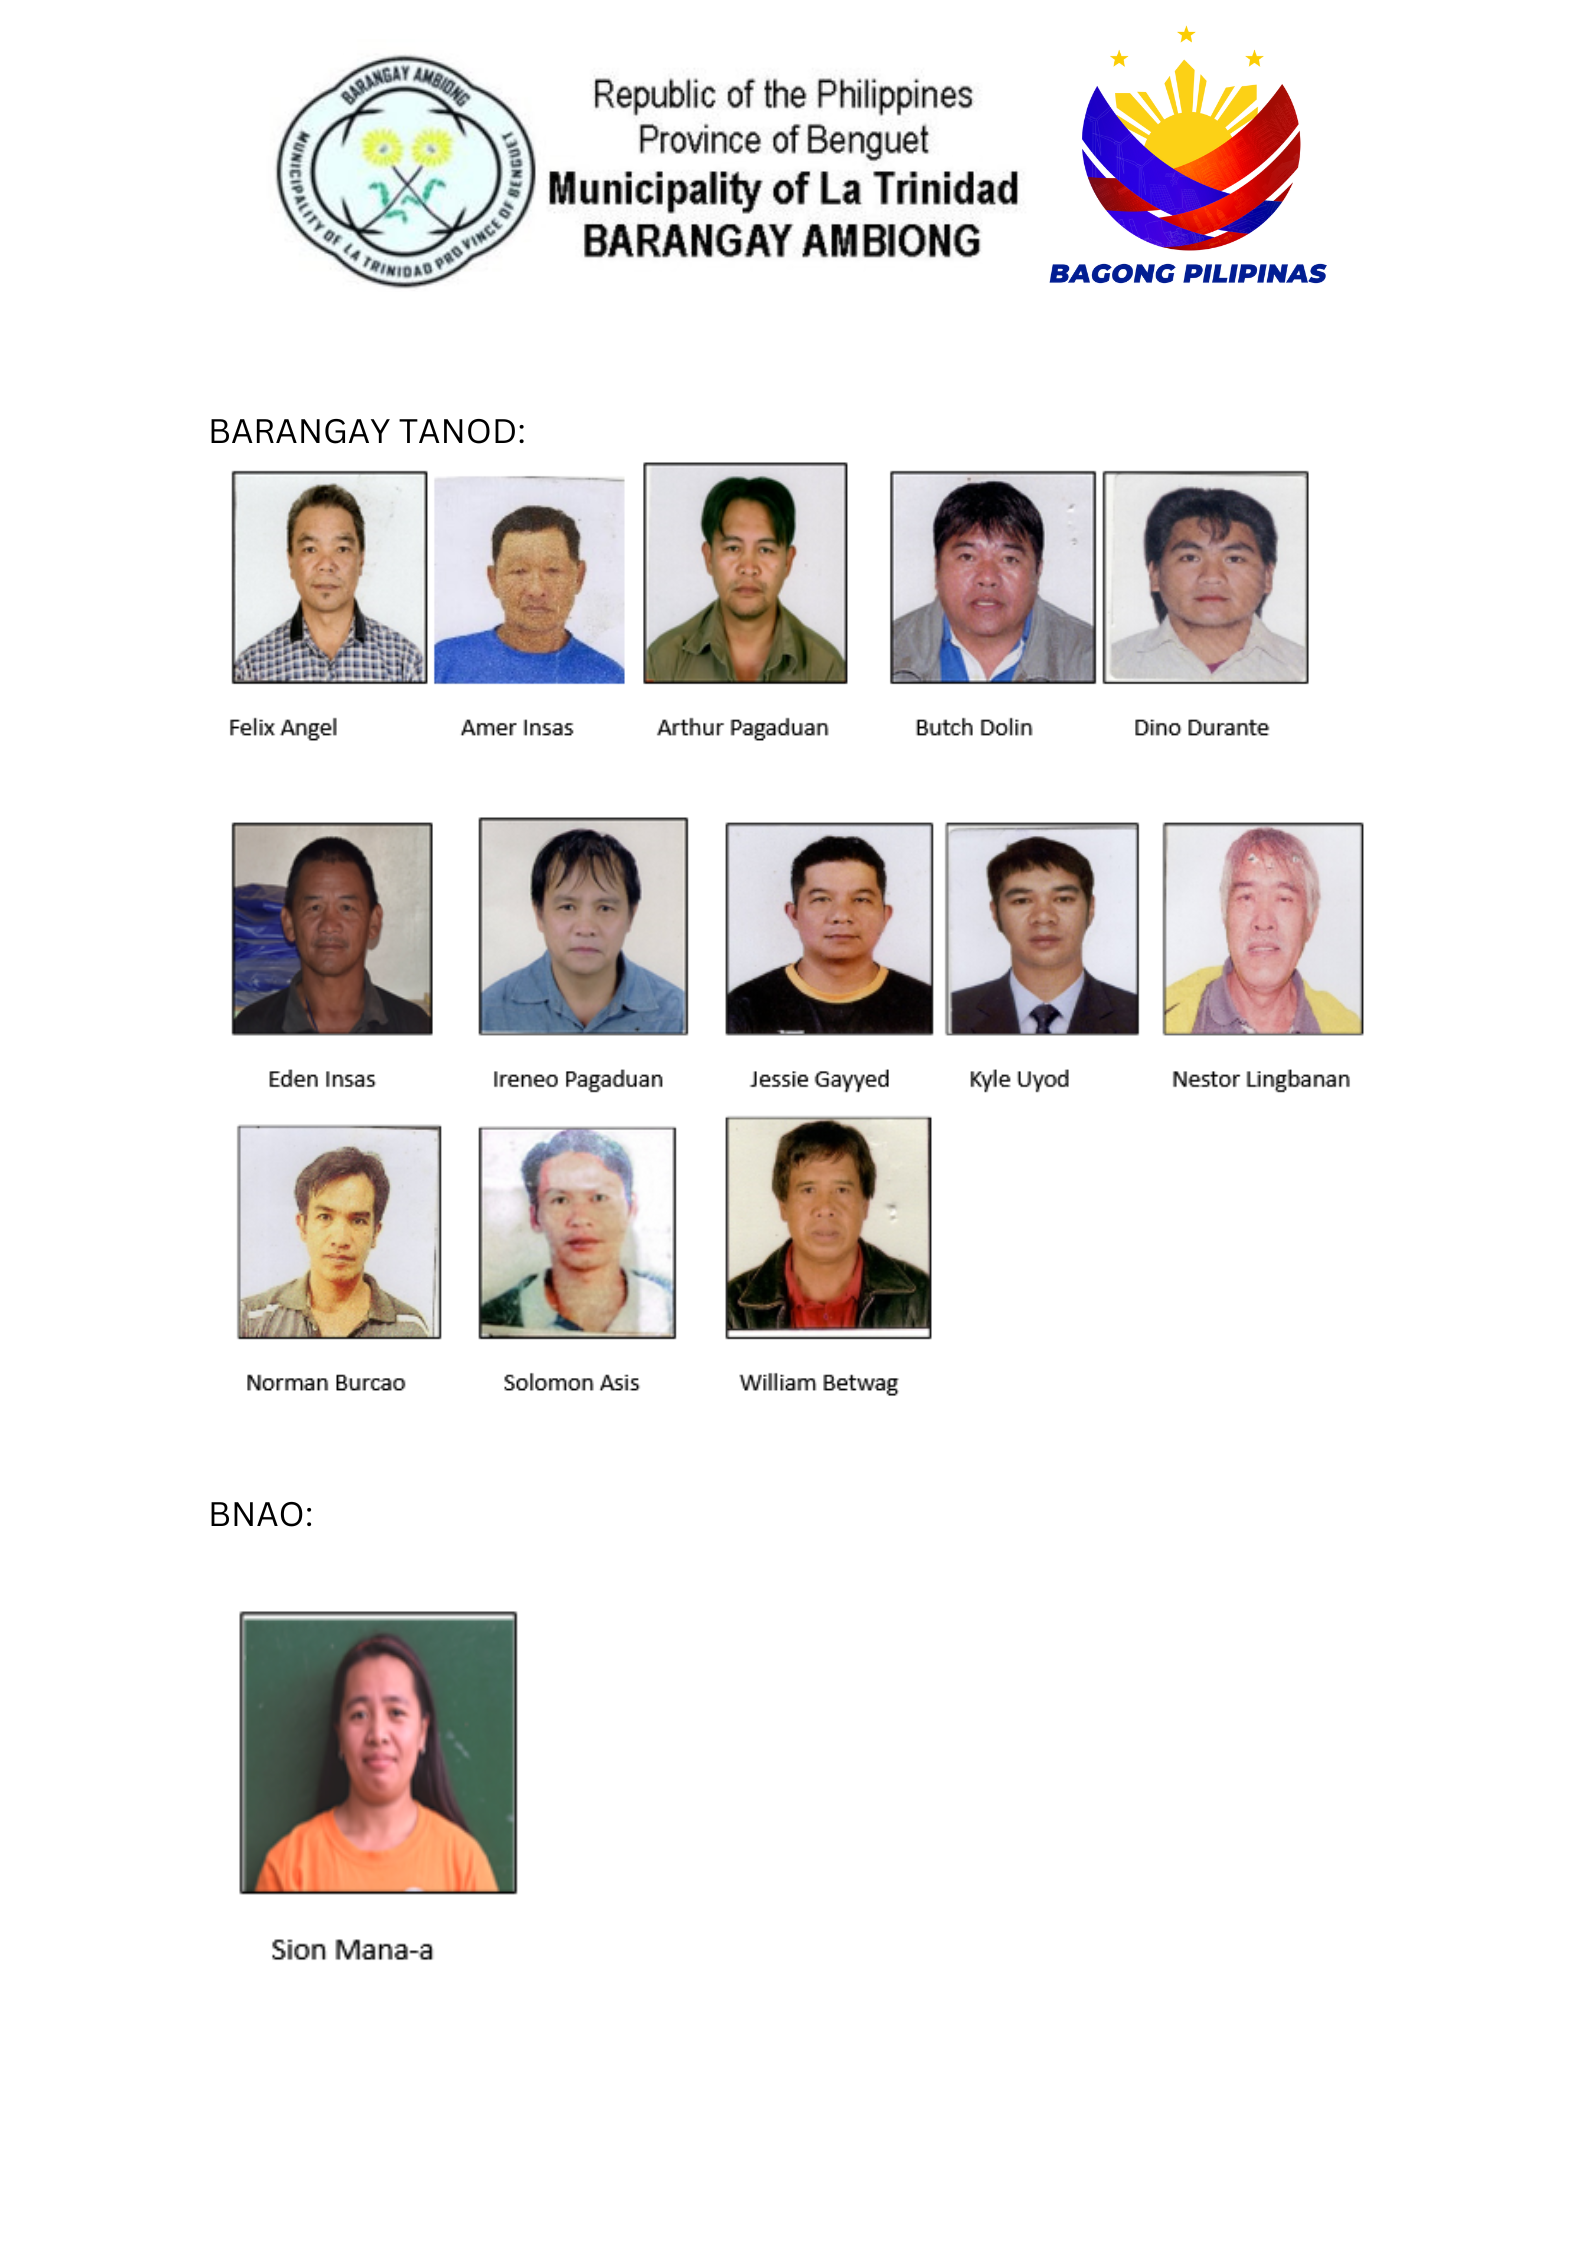 BARANGAY AMBIONG
MUNICIPALITY OF LA TRINIDAD PROVINCE OF BENGUET
Republic of the Philippines
Province of Benguet
Municipality of La Trinidad
BARANGAY AMBIONG
BAGONG PILIPINAS
BARANGAY TANOD:
Felix Angel Amer Insas Arthur Pagaduan Butch Dolin Dino Durante
Eden Insas Ireneo Pagaduan Jessie Gayyed Kyle Uyod Nestor Lingbanan
Norman Burcao Solomon Asis William Betwag
BNAO:
Sion Mana-a